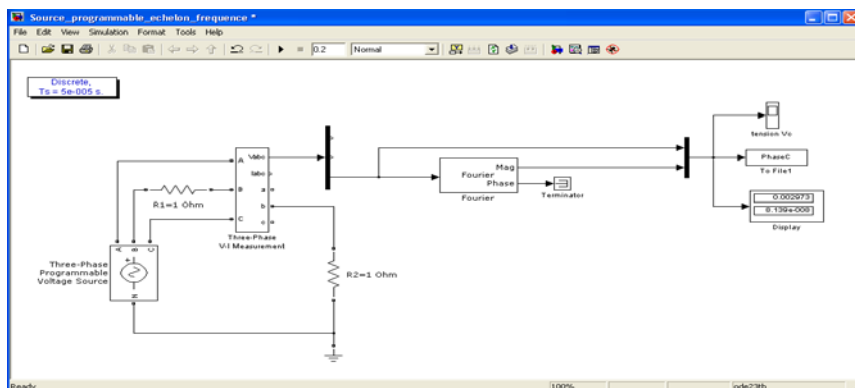 Source_programmable_echelon_frequence *
File Edit View Simulation Format Tools Help
0.2 Normal
Discrete,
Ts = 5e-005 s.
tension Vc
PhaseC
To File1
0.002973
8.139e-008
Display
Mag
Fourier
Phase
Fourier
Terminator
A
B
C
Vabc
Iabc
a
b
c
Three-Phase
V-I Measurement
R1=1 Ohm
R2=1 Ohm
A
B
C
N
Three-Phase
Programmable
Voltage Source
Ready
100%
ode23tb